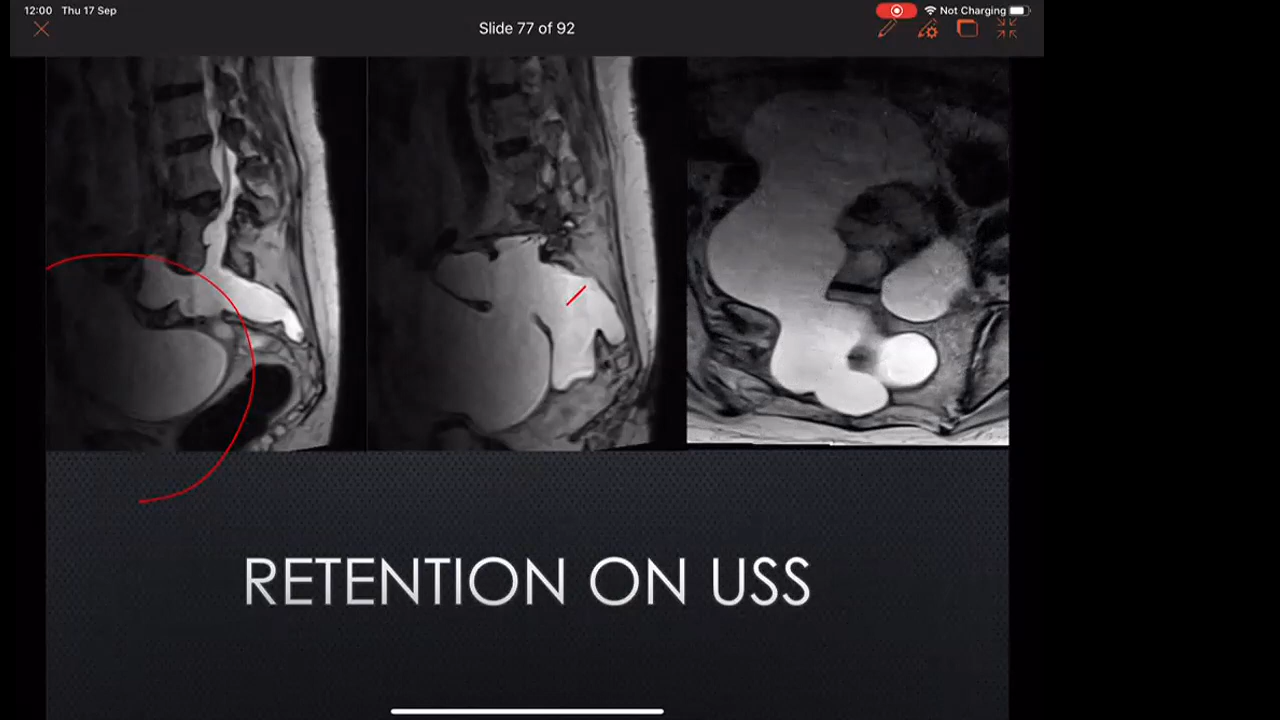 12:00 Thu 17 Sep
Not Charging
Slide 77 of 92
RETENTION ON USS